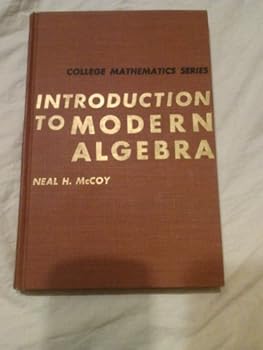 COLLEGE MATHEMATICS SERIES
INTRODUCTION
TO MODERN
ALGEBRA
NEAL H. McCOY